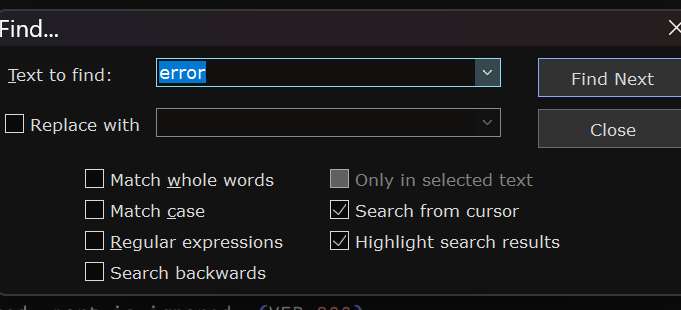 Find...
Text to find: error Find Next
Replace with Close
Match whole words Only in selected text
Match case Search from cursor
Regular expressions Highlight search results
Search backwards